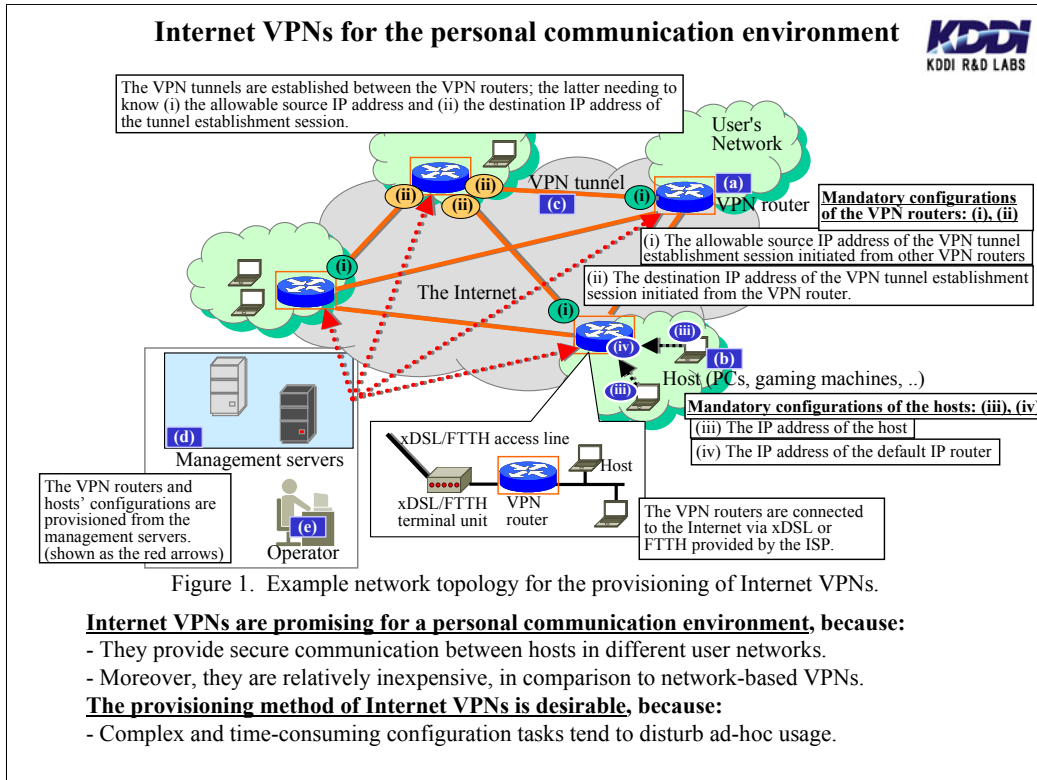 Internet VPNs for the personal communication environment
KDDI
KDDI R&D LABS
The VPN tunnels are established between the VPN routers; the latter needing to
know (i) the allowable source IP address and (ii) the destination IP address of
the tunnel establishment session.
User's
Network
(ii)
(ii)
(ii)
VPN tunnel
(c)
(i)
(a)
VPN router
Mandatory configurations
of the VPN routers: (i), (ii)
(i) The allowable source IP address of the VPN tunnel
establishment session initiated from other VPN routers
(ii) The destination IP address of the VPN tunnel establishment
session initiated from the VPN router.
(i)
The Internet
(i)
(iv)
(iii)
(b)
(iii)
Host (PCs, gaming machines, ..)
Mandatory configurations of the hosts: (iii), (iv)
(iii) The IP address of the host
(iv) The IP address of the default IP router
(d)
Management servers
The VPN routers and
hosts' configurations are
provisioned from the
management servers.
(shown as the red arrows)
(e)
Operator
xDSL/FTTH access line
Host
xDSL/FTTH
terminal unit
VPN
router
The VPN routers are connected
to the Internet via xDSL or
FTTH provided by the ISP.
Figure 1. Example network topology for the provisioning of Internet VPNs.
Internet VPNs are promising for a personal communication environment, because:
- They provide secure communication between hosts in different user networks.
- Moreover, they are relatively inexpensive, in comparison to network-based VPNs.
The provisioning method of Internet VPNs is desirable, because:
- Complex and time-consuming configuration tasks tend to disturb ad-hoc usage.